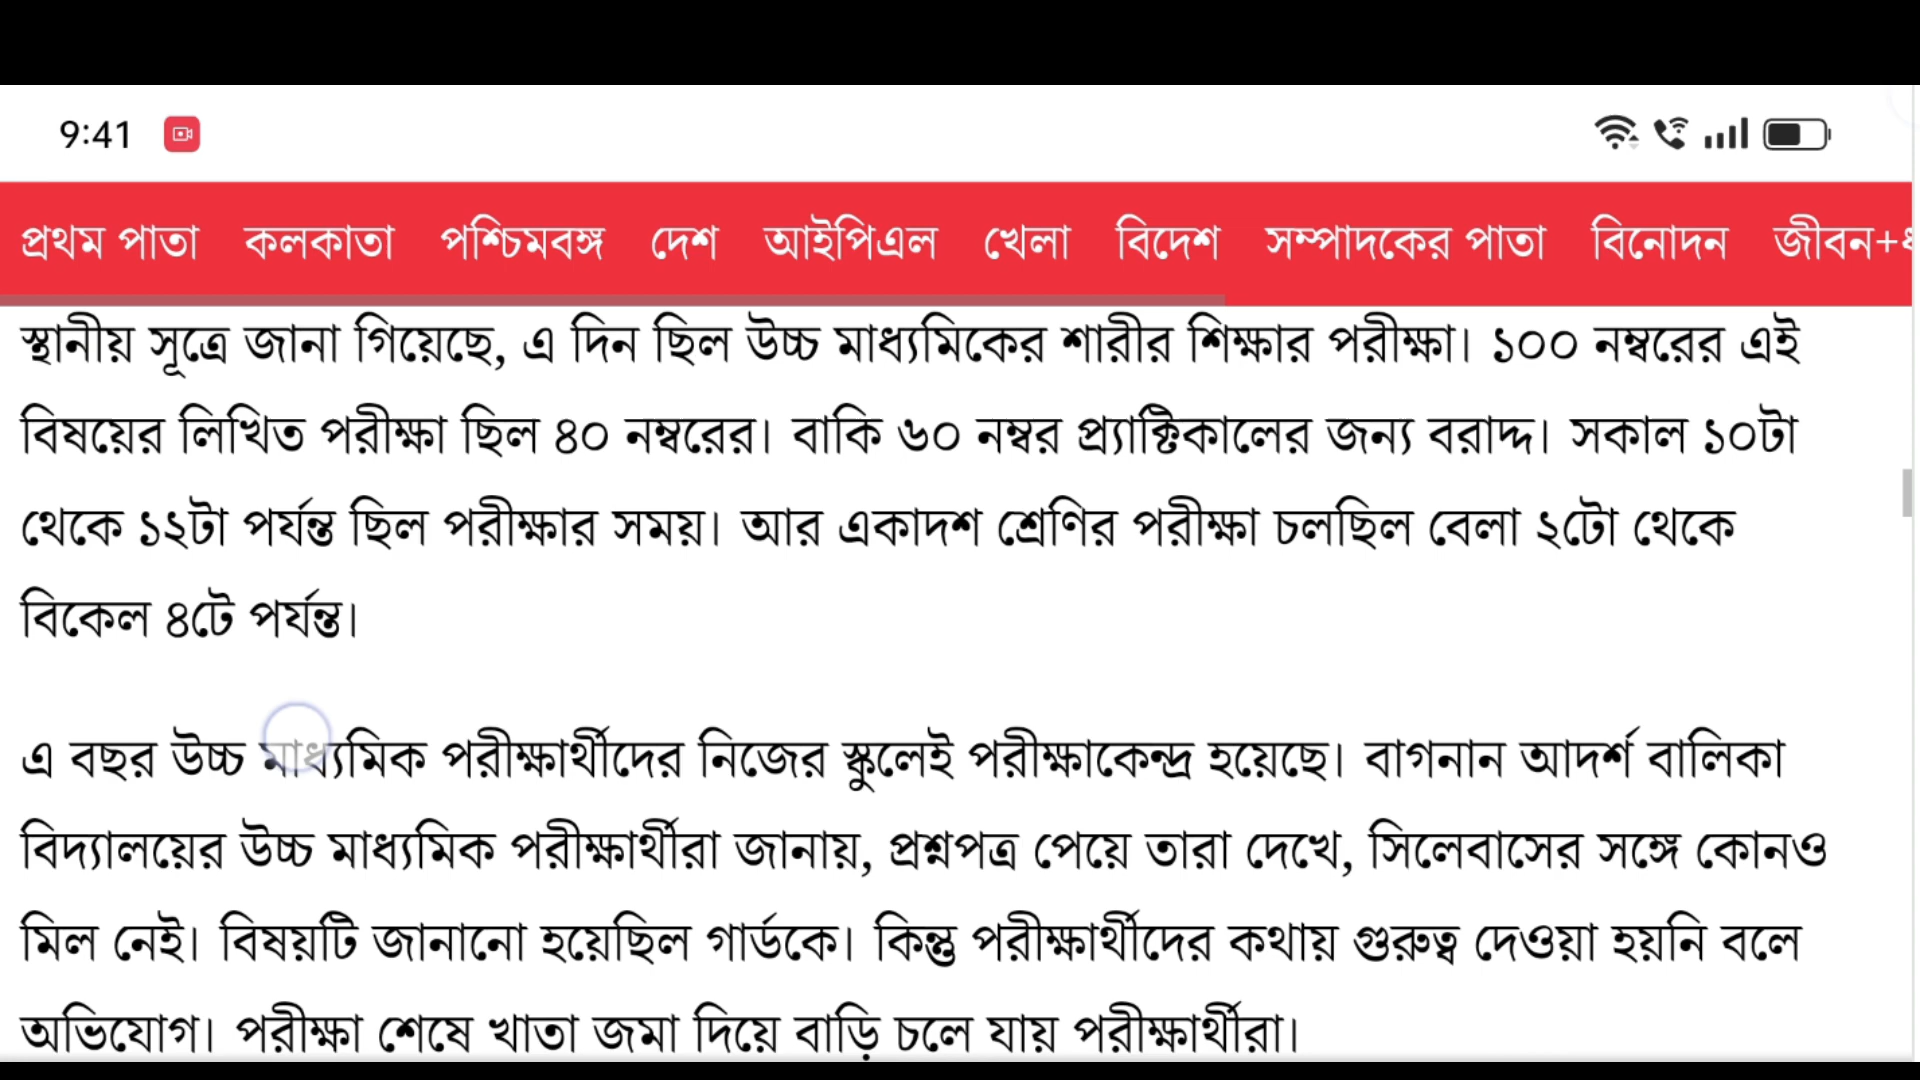 9:41
প্রথম পাতা কলকাতা পশ্চিমবঙ্গ দেশ আইপিএল খেলা বিদেশ সম্পাদকের পাতা বিনোদন জীবন+
স্থানীয় সূত্রে জানা গিয়েছে, এ দিন ছিল উচ্চ মাধ্যমিকের শারীর শিক্ষার পরীক্ষা। ১০০ নম্বরের এই
বিষয়ের লিখিত পরীক্ষা ছিল ৪০ নম্বরের। বাকি ৬০ নম্বর প্র্যাক্টিকালের জন্য বরাদ্দ। সকাল ১০টা
থেকে ১২টা পর্যন্ত ছিল পরীক্ষার সময়। আর একাদশ শ্রেণির পরীক্ষা চলছিল বেলা ২টো থেকে
বিকেল ৪টে পর্যন্ত।
এ বছর উচ্চ মাধ্যমিক পরীক্ষার্থীদের নিজের স্কুলেই পরীক্ষাকেন্দ্র হয়েছে। বাগনান আদর্শ বালিকা
বিদ্যালয়ের উচ্চ মাধ্যমিক পরীক্ষার্থীরা জানায়, প্রশ্নপত্র পেয়ে তারা দেখে, সিলেবাসের সঙ্গে কোনও
মিল নেই। বিষয়টি জানানো হয়েছিল গার্ডকে। কিন্তু পরীক্ষার্থীদের কথায় গুরুত্ব দেওয়া হয়নি বলে
অভিযোগ। পরীক্ষা শেষে খাতা জমা দিয়ে বাড়ি চলে যায় পরীক্ষার্থীরা।